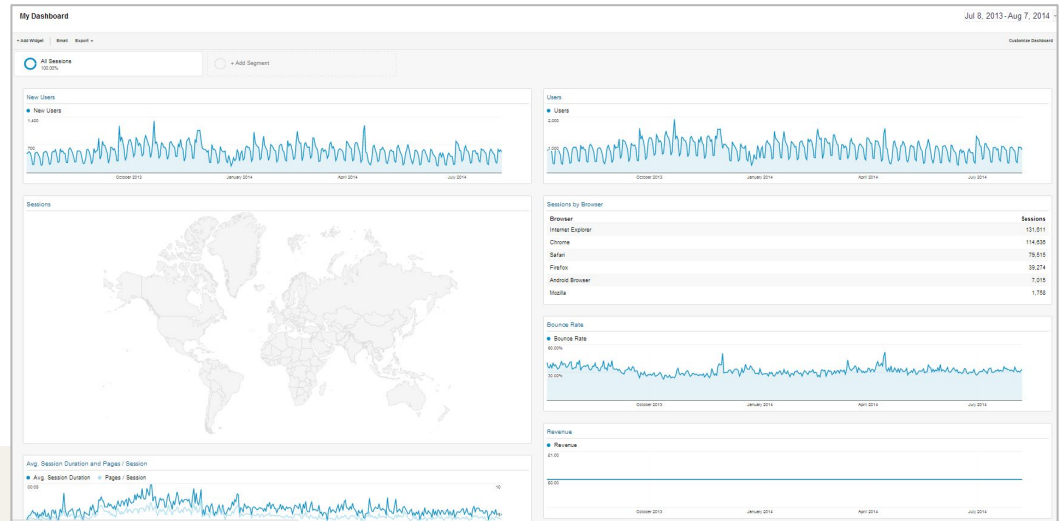 My Dashboard
Jul 8, 2013 - Aug 7, 2014
+ Add Widget Email Export
Customize Dashboard
All Sessions
100.00%
+ Add Segment
New Users
New Users
1,400
700
October 2013 January 2014 April 2014 July 2014
Users
Users
2,000
1,000
October 2013 January 2014 April 2014 July 2014
Sessions
Sessions by Browser
Browser Sessions
Internet Explorer 131,611
Chrome 114,636
Safari 79,515
Firefox 39,274
Android Browser 7,015
Mozilla 1,756
Bounce Rate
Bounce Rate
60.00%
30.00%
October 2013 January 2014 April 2014 July 2014
Revenue
Revenue
$1.00
$0.00
October 2013 January 2014 April 2014 July 2014
Avg. Session Duration and Pages / Session
Avg. Session Duration Pages / Session
10